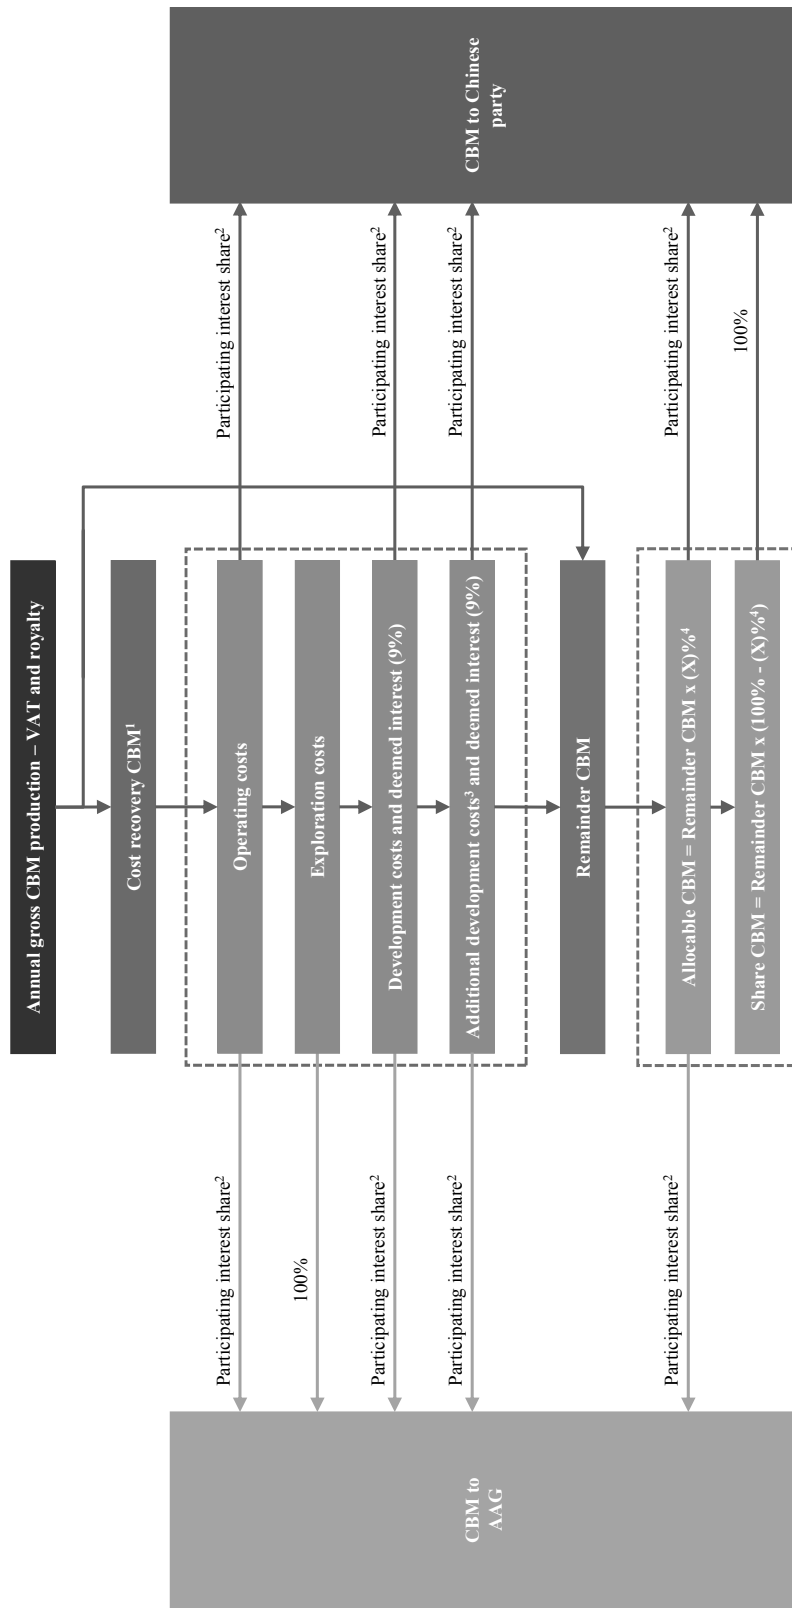 Annual gross CBM production – VAT and royalty
Cost recovery CBM¹
Participating interest share²
Operating costs
Participating interest share²
100%
Exploration costs
Participating interest share²
Development costs and deemed interest (9%)
Participating interest share²
Participating interest share²
Additional development costs³ and deemed interest (9%)
Participating interest share²
CBM to
AAG
CBM to Chinese
party
Remainder CBM
Participating interest share²
Allocable CBM = Remainder CBM x (X)%⁴
Participating interest share²
Share CBM = Remainder CBM x (100% - (X)%⁴)
100%